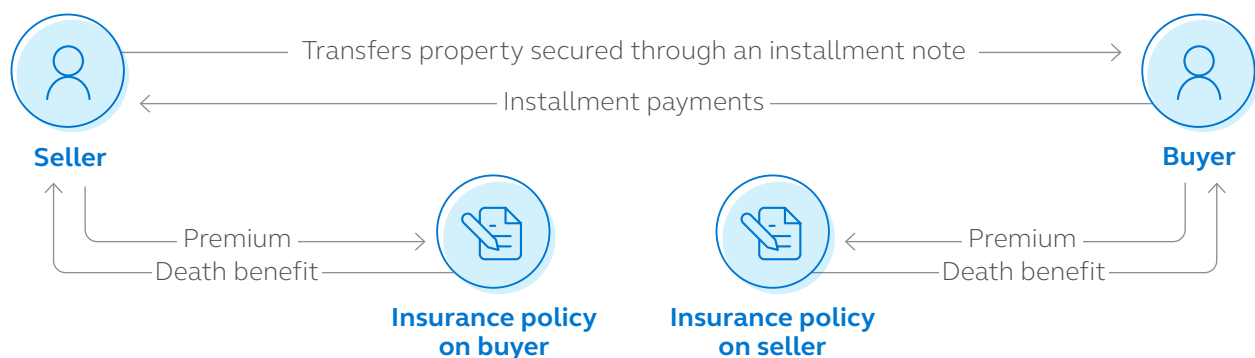 Transfers property secured through an installment note
Installment payments
Seller
Buyer
Premium
Death benefit
Premium
Death benefit
Insurance policy
on buyer
Insurance policy
on seller